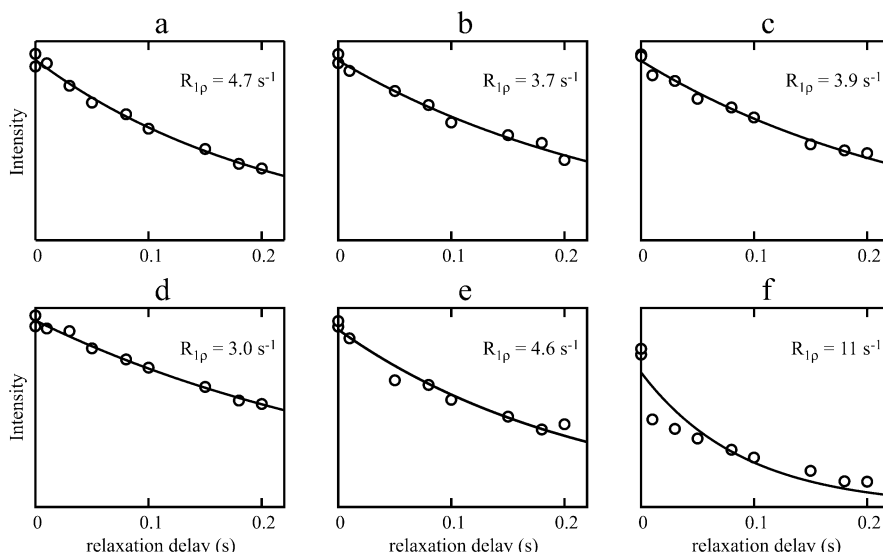 a b c
Intensity R1ρ = 4.7 s-1 R1ρ = 3.7 s-1 R1ρ = 3.9 s-1
0 0.1 0.2 0 0.1 0.2 0 0.1 0.2
d e f
Intensity R1ρ = 3.0 s-1 R1ρ = 4.6 s-1 R1ρ = 11 s-1
0 0.1 0.2 0 0.1 0.2 0 0.1 0.2
relaxation delay (s) relaxation delay (s) relaxation delay (s)